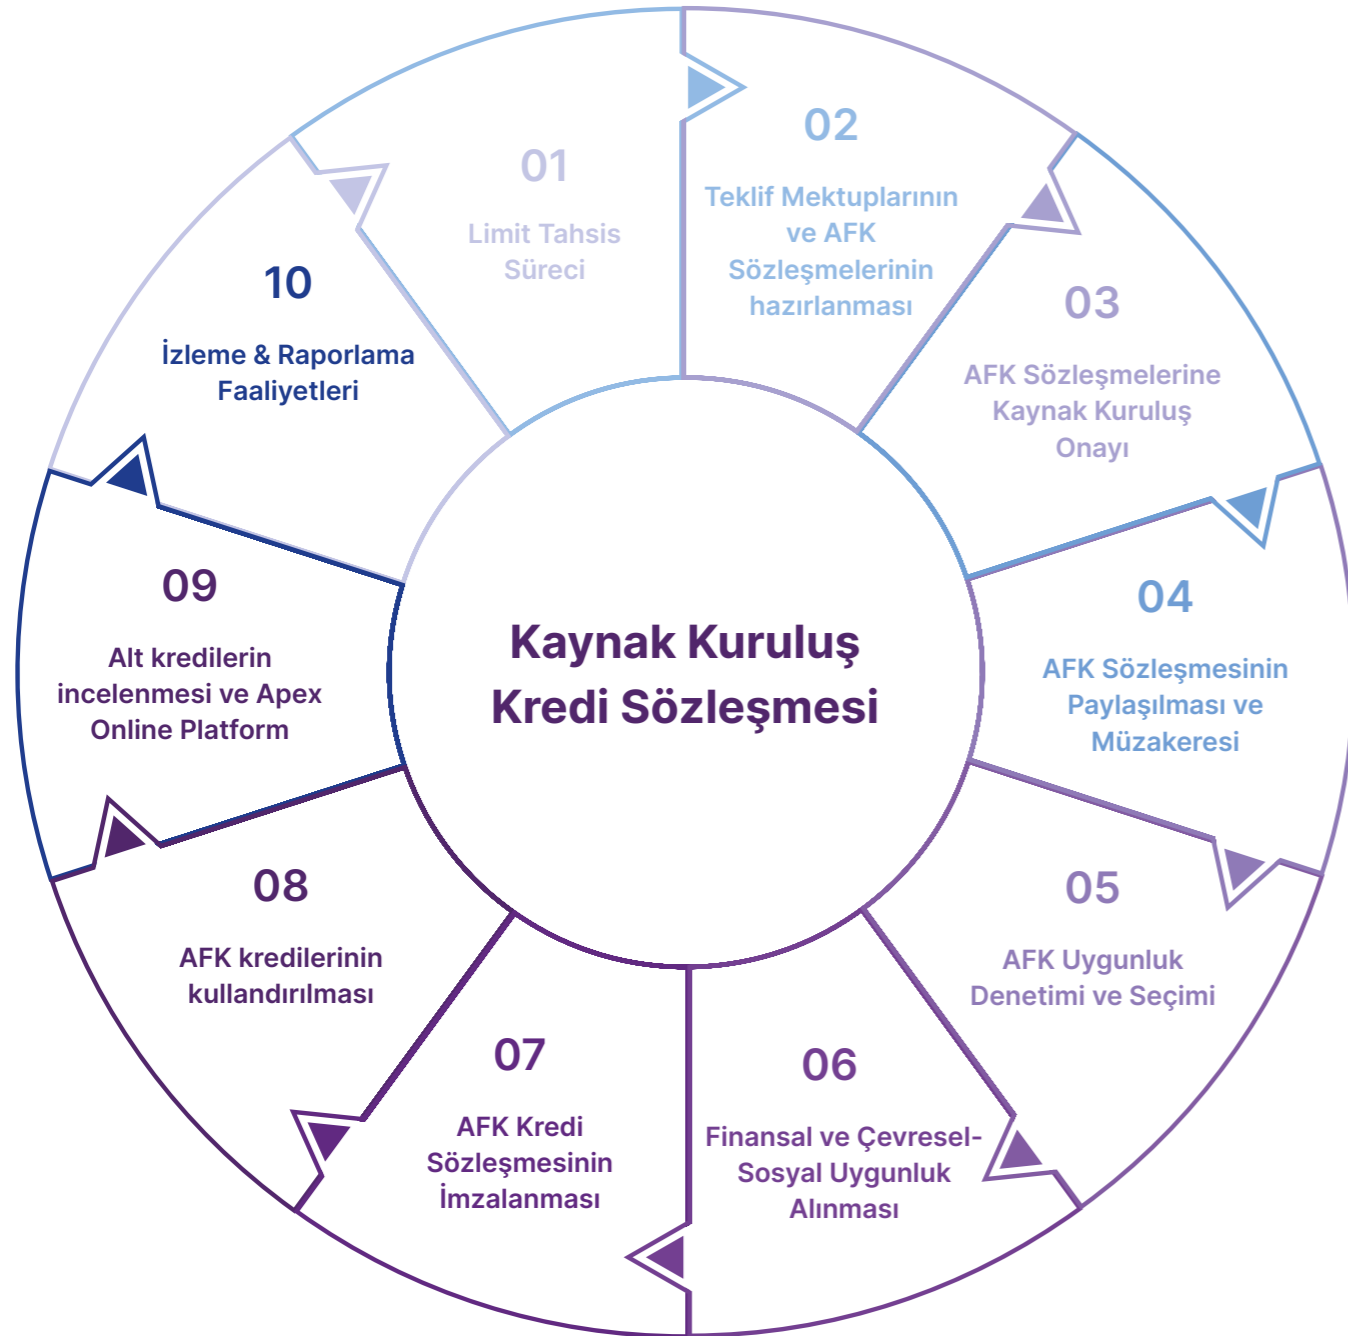 01
Limit Tahsis
Süreci
02
Teklif Mektuplarının
ve AFK
Sözleşmelerinin
hazırlanması
03
AFK Sözleşmelerine
Kaynak Kuruluş
Onayı
04
AFK Sözleşmesinin
Paylaşılması ve
Müzakeresi
05
AFK Uygunluk
Denetimi ve Seçimi
06
Finansal ve Çevresel-
Sosyal Uygunluk
Alınması
07
AFK Kredi
Sözleşmesinin
İmzalanması
08
AFK kredilerinin
kullandırılması
09
Alt kredilerin
incelenmesi ve Apex
Online Platform
10
İzleme & Raporlama
Faaliyetleri
Kaynak Kuruluş
Kredi Sözleşmesi